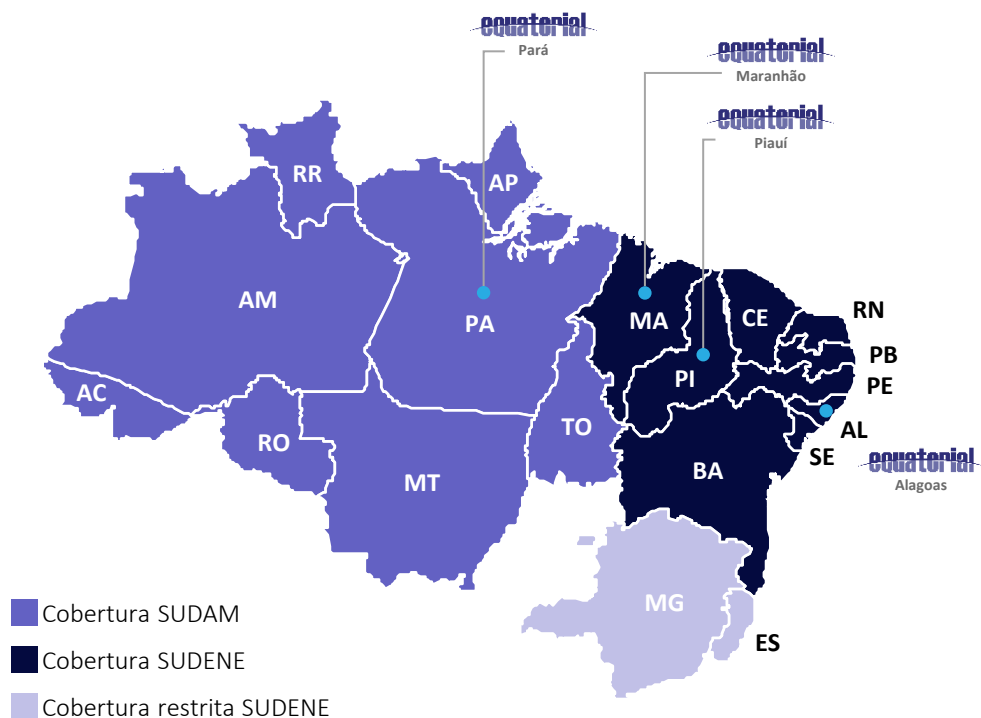 equatorial
Pará
equatorial
Maranhão
equatorial
Piauí
RR
AP
AM
PA
MA
CE
RN
PB
PI
PE
AC
TO
AL
RO
SE
MT
BA
equatorial
Alagoas
MG
ES
Cobertura SUDAM
Cobertura SUDENE
Cobertura restrita SUDENE